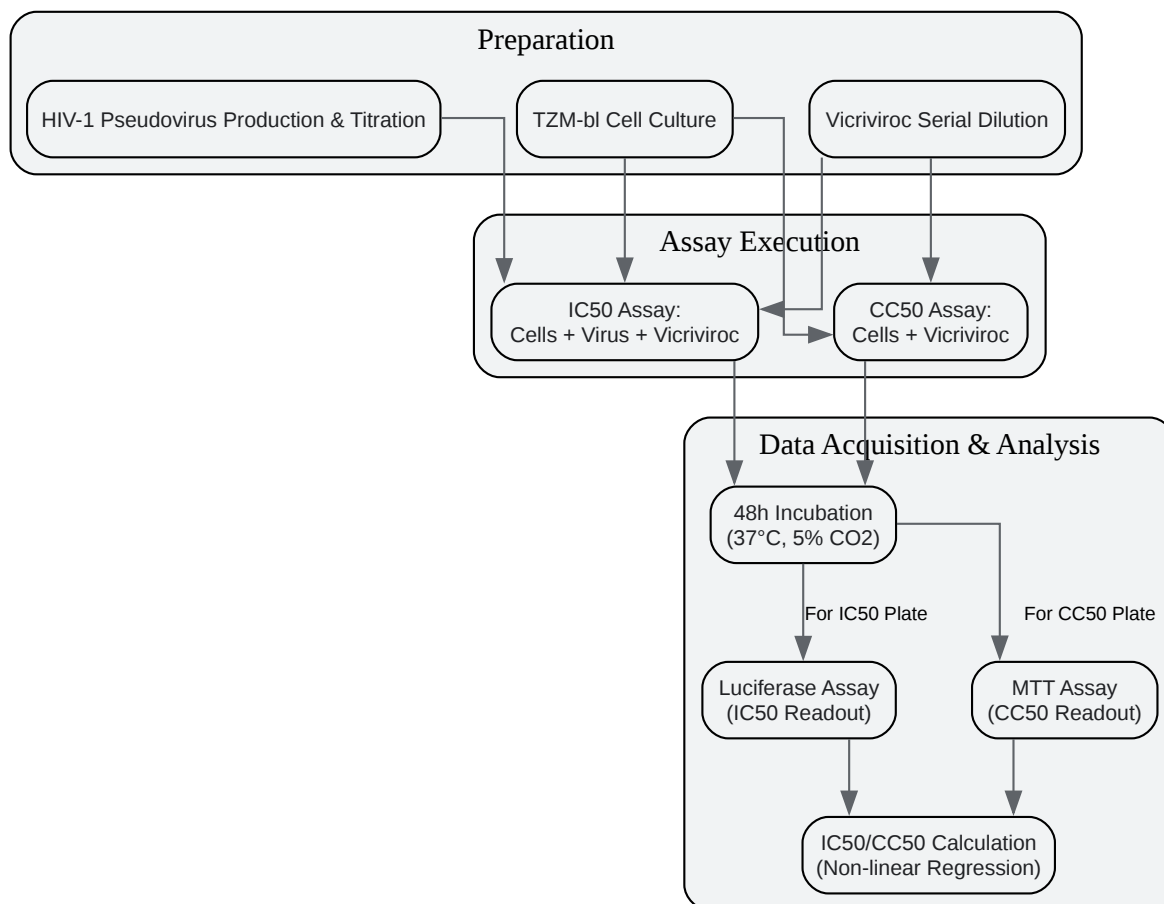 Preparation
HIV-1 Pseudovirus Production & Titration
TZM-bl Cell Culture
Vicriviroc Serial Dilution
Assay Execution
IC50 Assay:
Cells + Virus + Vicriviroc
CC50 Assay:
Cells + Vicriviroc
Data Acquisition & Analysis
48h Incubation
(37°C, 5% CO2)
For IC50 Plate
For CC50 Plate
Luciferase Assay
(IC50 Readout)
MTT Assay
(CC50 Readout)
IC50/CC50 Calculation
(Non-linear Regression)